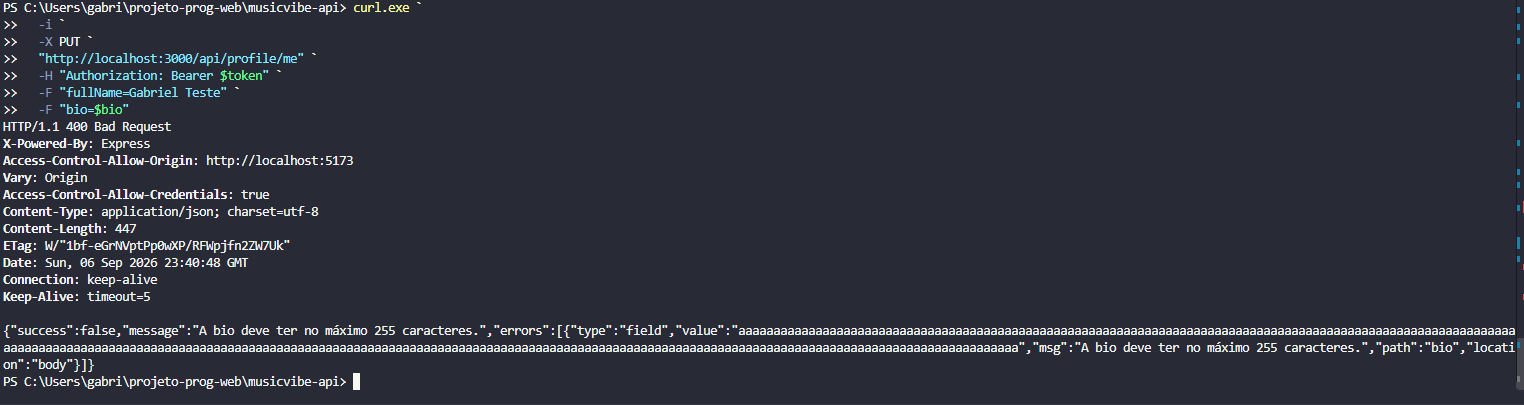 PS C:\Users\gabri\projeto-prog-web\musicvibe-api> curl.exe `
>>   -i `
>>   -X PUT `
>>   "http://localhost:3000/api/profile/me" `
>>   -H "Authorization: Bearer $token" `
>>   -F "fullName=Gabriel Teste" `
>>   -F "bio=$bio"
HTTP/1.1 400 Bad Request
X-Powered-By: Express
Access-Control-Allow-Origin: http://localhost:5173
Vary: Origin
Access-Control-Allow-Credentials: true
Content-Type: application/json; charset=utf-8
Content-Length: 447
ETag: W/"1bf-eGrNVptPp0wXP/RFWpjfn2ZW7Uk"
Date: Sun, 06 Sep 2026 23:40:48 GMT
Connection: keep-alive
Keep-Alive: timeout=5
{"success":false,"message":"A bio deve ter no máximo 255 caracteres.","errors":[{"type":"field","value":"aaaaaaaaaaaaaaaaaaaaaaaaaaaaaaaaaaaaaaaaaaaaaaaaaaaaaaaaaaaaaaaaaaaaaaaaaaaaaaaaaaaaaaaaaaaaaaaaaaaaaaaaaaaaaaa
aaaaaaaaaaaaaaaaaaaaaaaaaaaaaaaaaaaaaaaaaaaaaaaaaaaaaaaaaaaaaaaaaaaaaaaaaaaaaaaaaaaaaaaaaaaaaaaaaaaaaaaaaaaaaaaaaaaaaaaaaaaaaaaaaaaaaaaaaaaaaaaaa","msg":"A bio deve ter no máximo 255 caracteres.","path":"bio","locati
on":"body"}]}
PS C:\Users\gabri\projeto-prog-web\musicvibe-api>